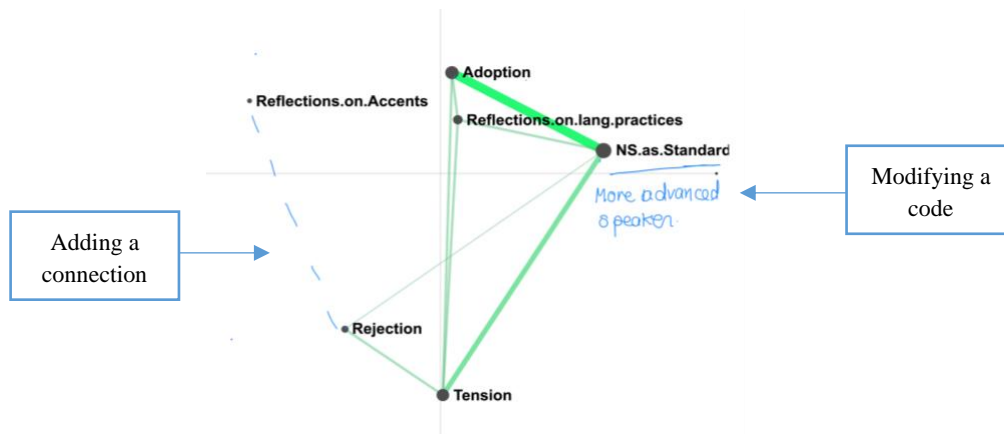 Adoption
Reflections.on.Accents
Reflections.on.lang.practices
NS.as.Standard
More advanced
speaker.
Modifying a
code
Adding a
connection
Rejection
Tension